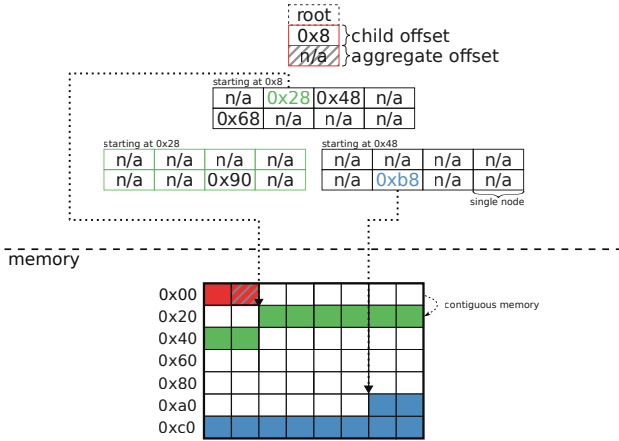 root
0x8 child offset
n/a aggregate offset
starting at 0x8
n/a 0x28 0x48 n/a
0x68 n/a n/a n/a
starting at 0x28
n/a n/a n/a n/a
n/a n/a 0x90 n/a
starting at 0x48
n/a n/a n/a n/a
n/a 0xb8 n/a n/a
single node
memory
0x00
contiguous memory
0x20
0x40
0x60
0x80
0xa0
0xc0